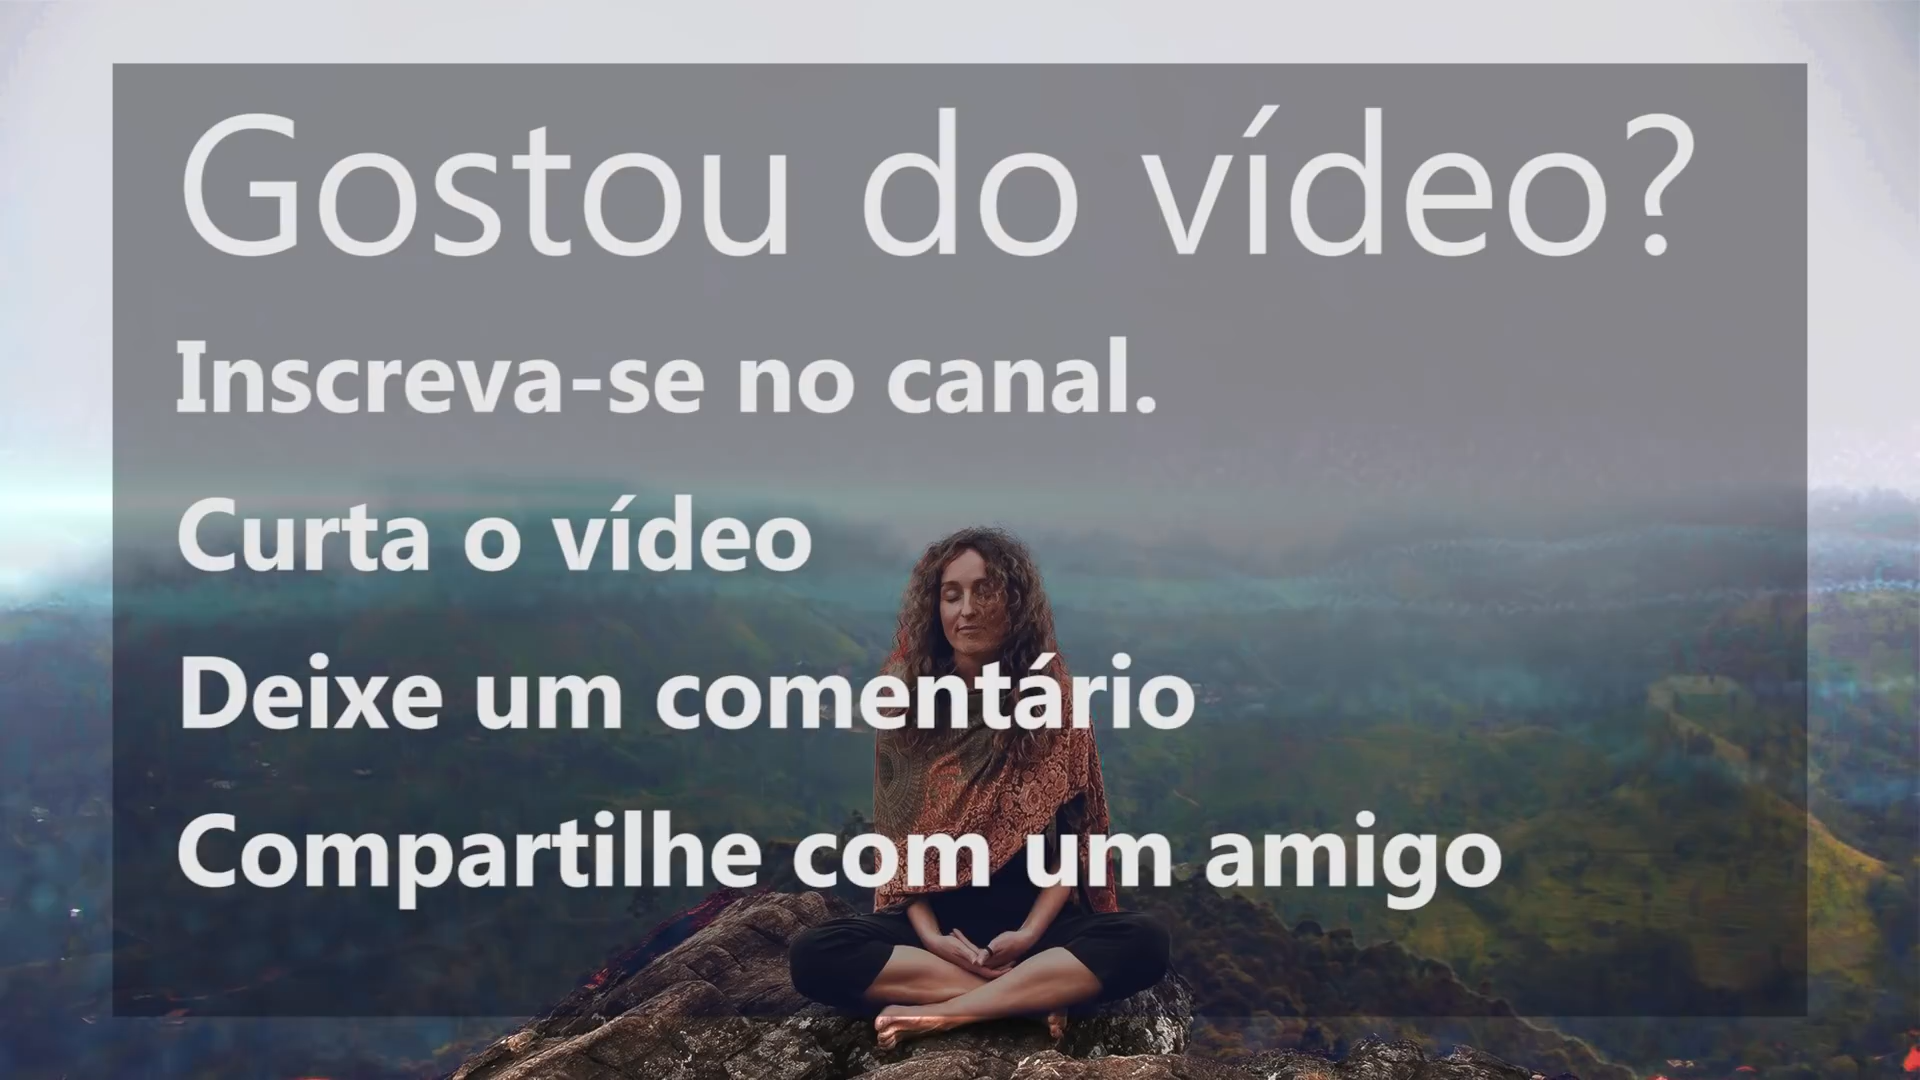 Gostou do vídeo?
Inscreva-se no canal.
Curta o vídeo
Deixe um comentário
Compartilhe com um amigo